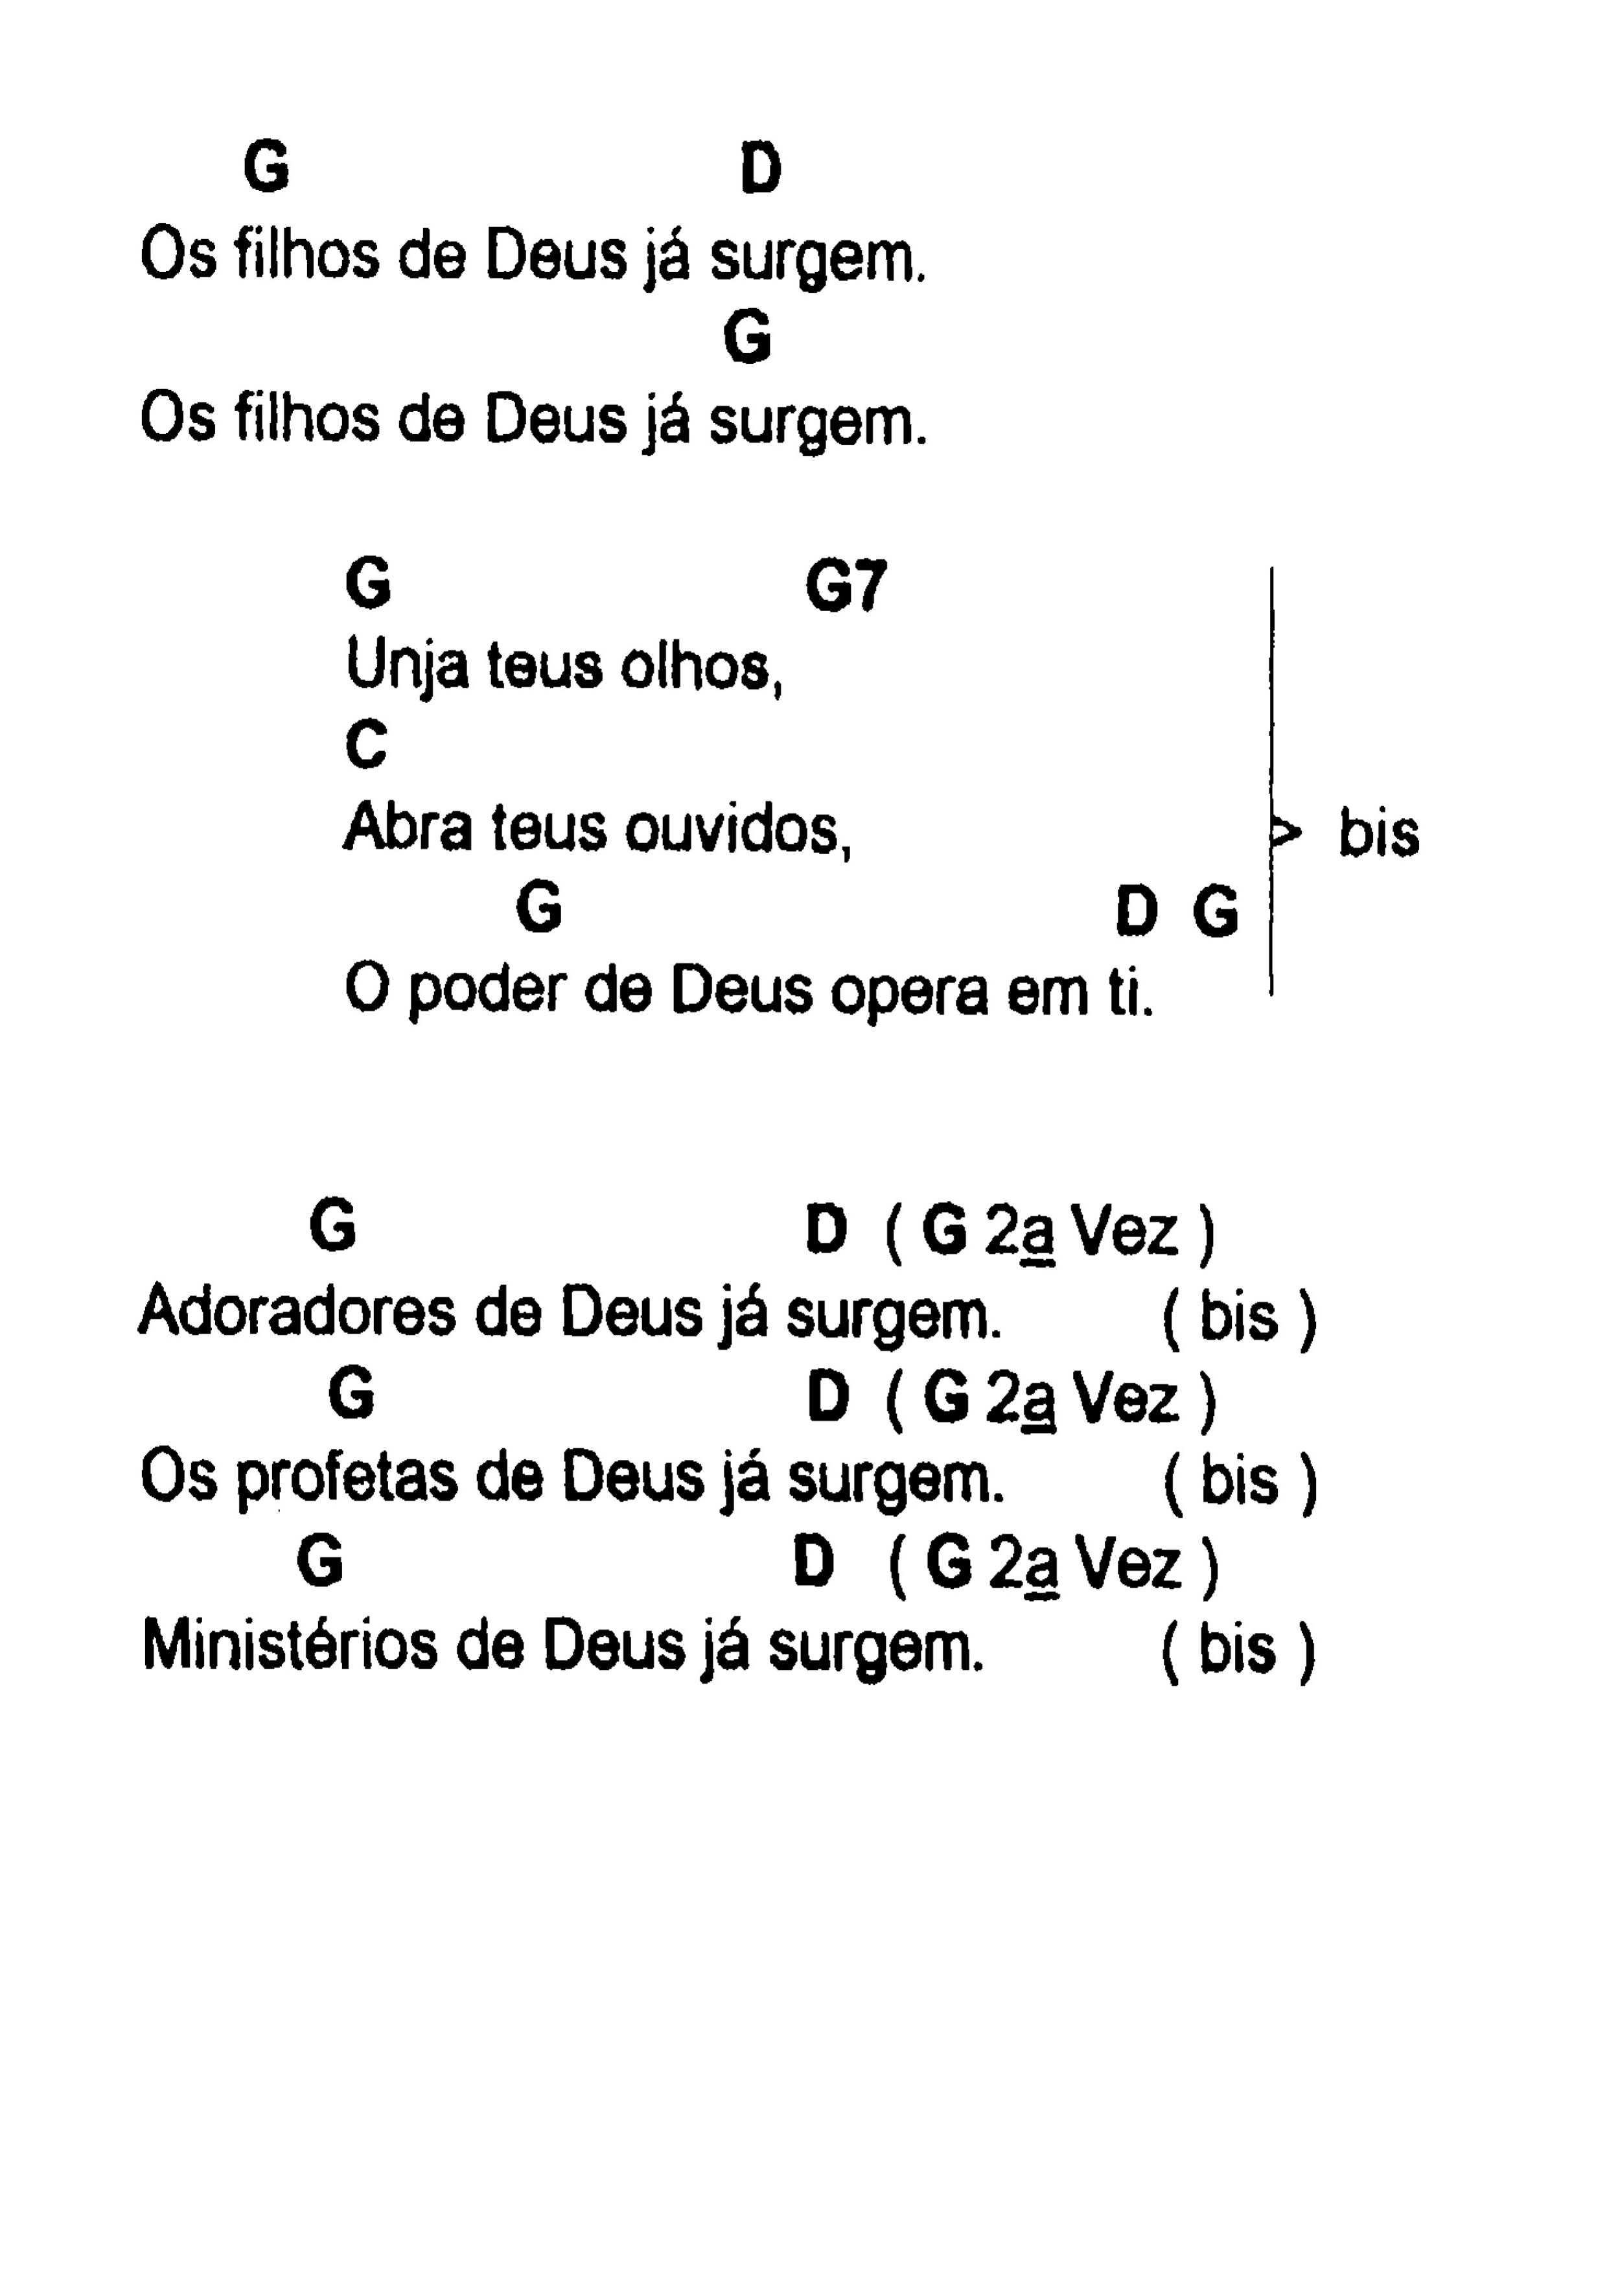 G D
Os filhos de Deus já surgem.
G
Os filhos de Deus já surgem.
G G7
Unja teus olhos,
C
Abra teus ouvidos,
> bis
G D G
O poder de Deus opera em ti.
G D ( G 2a Vez )
Adoradores de Deus já surgem. ( bis )
G D ( G 2a Vez )
Os profetas de Deus já surgem. ( bis )
G D ( G 2a Vez )
Ministérios de Deus já surgem. ( bis )